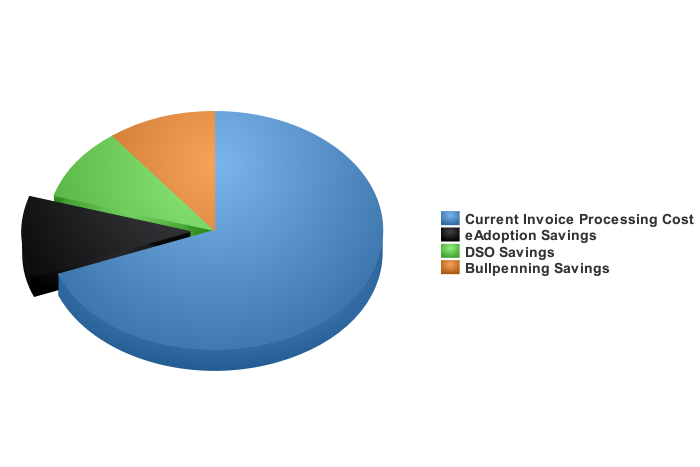 Current Invoice Processing Cost
eAdoption Savings
DSO Savings
Bullpenning Savings